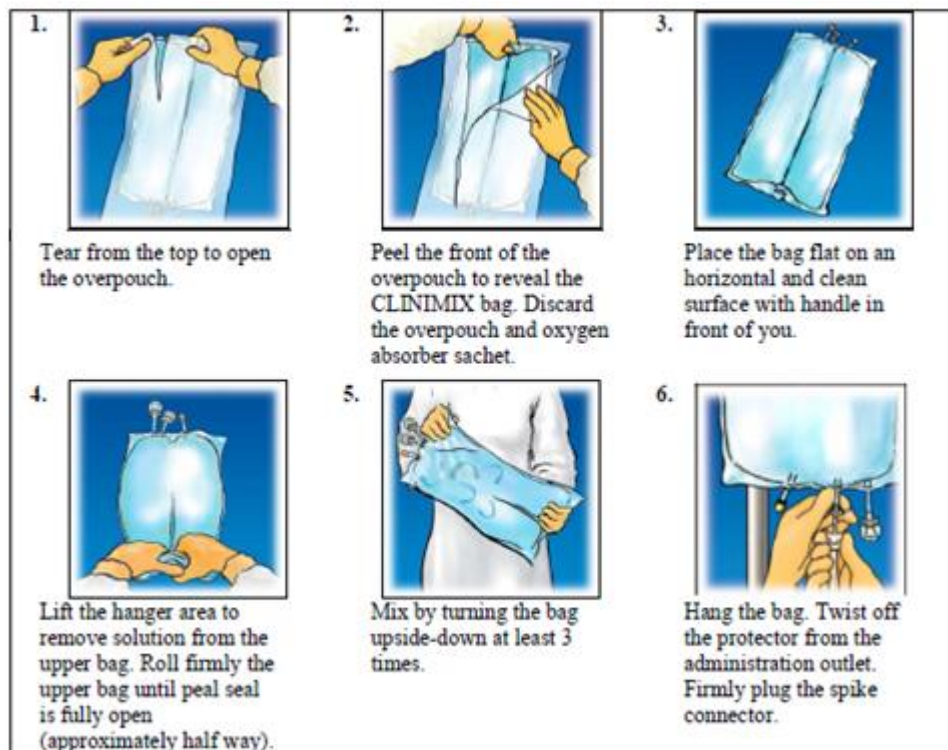 1.
Tear from the top to open
the overpouch.
2.
Peel the front of the
overpouch to reveal the
CLINIMIX bag. Discard
the overpouch and oxygen
absorber sachet.
3.
Place the bag flat on an
horizontal and clean
surface with handle in
front of you.
4.
Lift the hanger area to
remove solution from the
upper bag. Roll firmly the
upper bag until peal seal
is fully open
(approximately half way).
5.
Mix by turning the bag
upside-down at least 3
times.
6.
Hang the bag. Twist off
the protector from the
administration outlet.
Firmly plug the spike
connector.